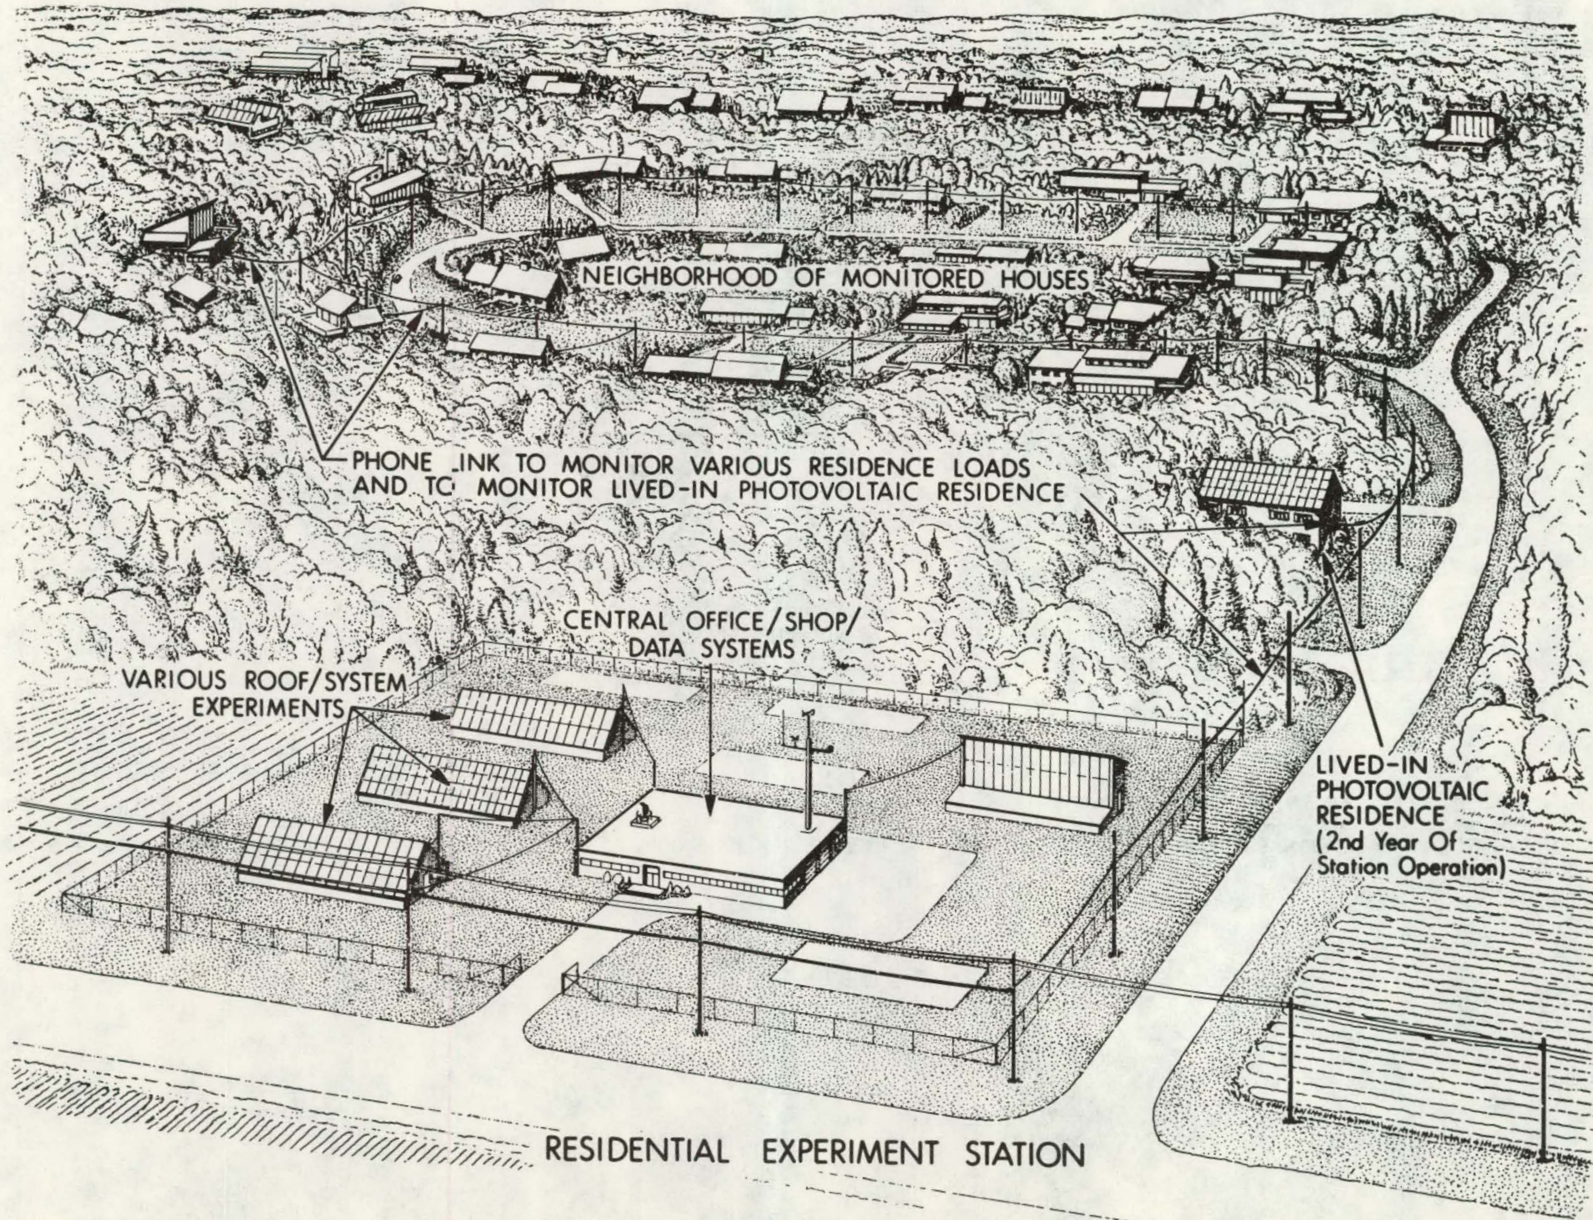 NEIGHBORHOOD OF MONITORED HOUSES
PHONE LINK TO MONITOR VARIOUS RESIDENCE LOADS
AND TO MONITOR LIVED-IN PHOTOVOLTAIC RESIDENCE
CENTRAL OFFICE/SHOP/
DATA SYSTEMS
VARIOUS ROOF/SYSTEM
EXPERIMENTS
LIVED-IN
PHOTOVOLTAIC
RESIDENCE
(2nd Year Of
Station Operation)
RESIDENTIAL EXPERIMENT STATION